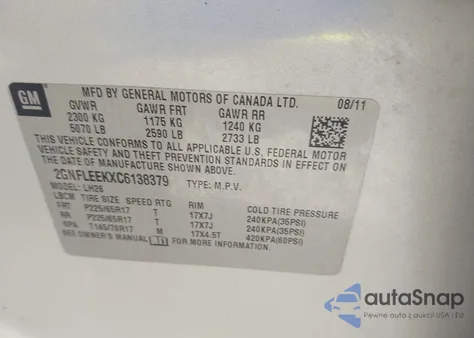 GM
MFD BY GENERAL MOTORS OF CANADA LTD.
08/11
GVWR GAWR FRT GAWR RR
2300 KG 1175 KG 1240 KG
5070 LB 2590 LB 2733 LB
THIS VEHICLE CONFORMS TO ALL APPLICABLE U.S. FEDERAL MOTOR
VEHICLE SAFETY AND THEFT PREVENTION STANDARDS IN EFFECT ON
THE DATE OF MANUFACTURE SHOWN ABOVE.
2GNFLEEKXC6138379 TYPE: M.P.V.
MODEL: LH26
LBCM TIRE SIZE SPEED RTG RIM COLD TIRE PRESSURE
FRT P225/65R17 T 17X7J 240KPA(35PSI)
RR P225/65R17 T 17X7J 240KPA(35PSI)
SPA T145/70R17 M 17X4.5T 420KPA(60PSI)
SEE OWNER'S MANUAL FOR MORE INFORMATION.
autoSnap
Pewne auto z aukcji USA i EU